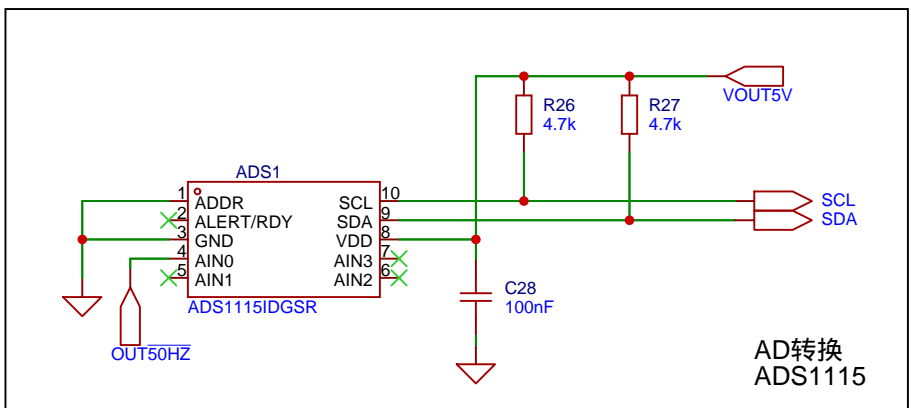 VOUT5V
R26
4.7k
R27
4.7k
ADS1
1
ADDR
SCL
10
2
ALERT/RDY
SDA
9
3
GND
VDD
8
4
AIN0
AIN3
7
5
AIN1
AIN2
6
ADS1115IDGSR
SCL
SDA
C28
100nF
OUT50HZ
AD转换
ADS1115